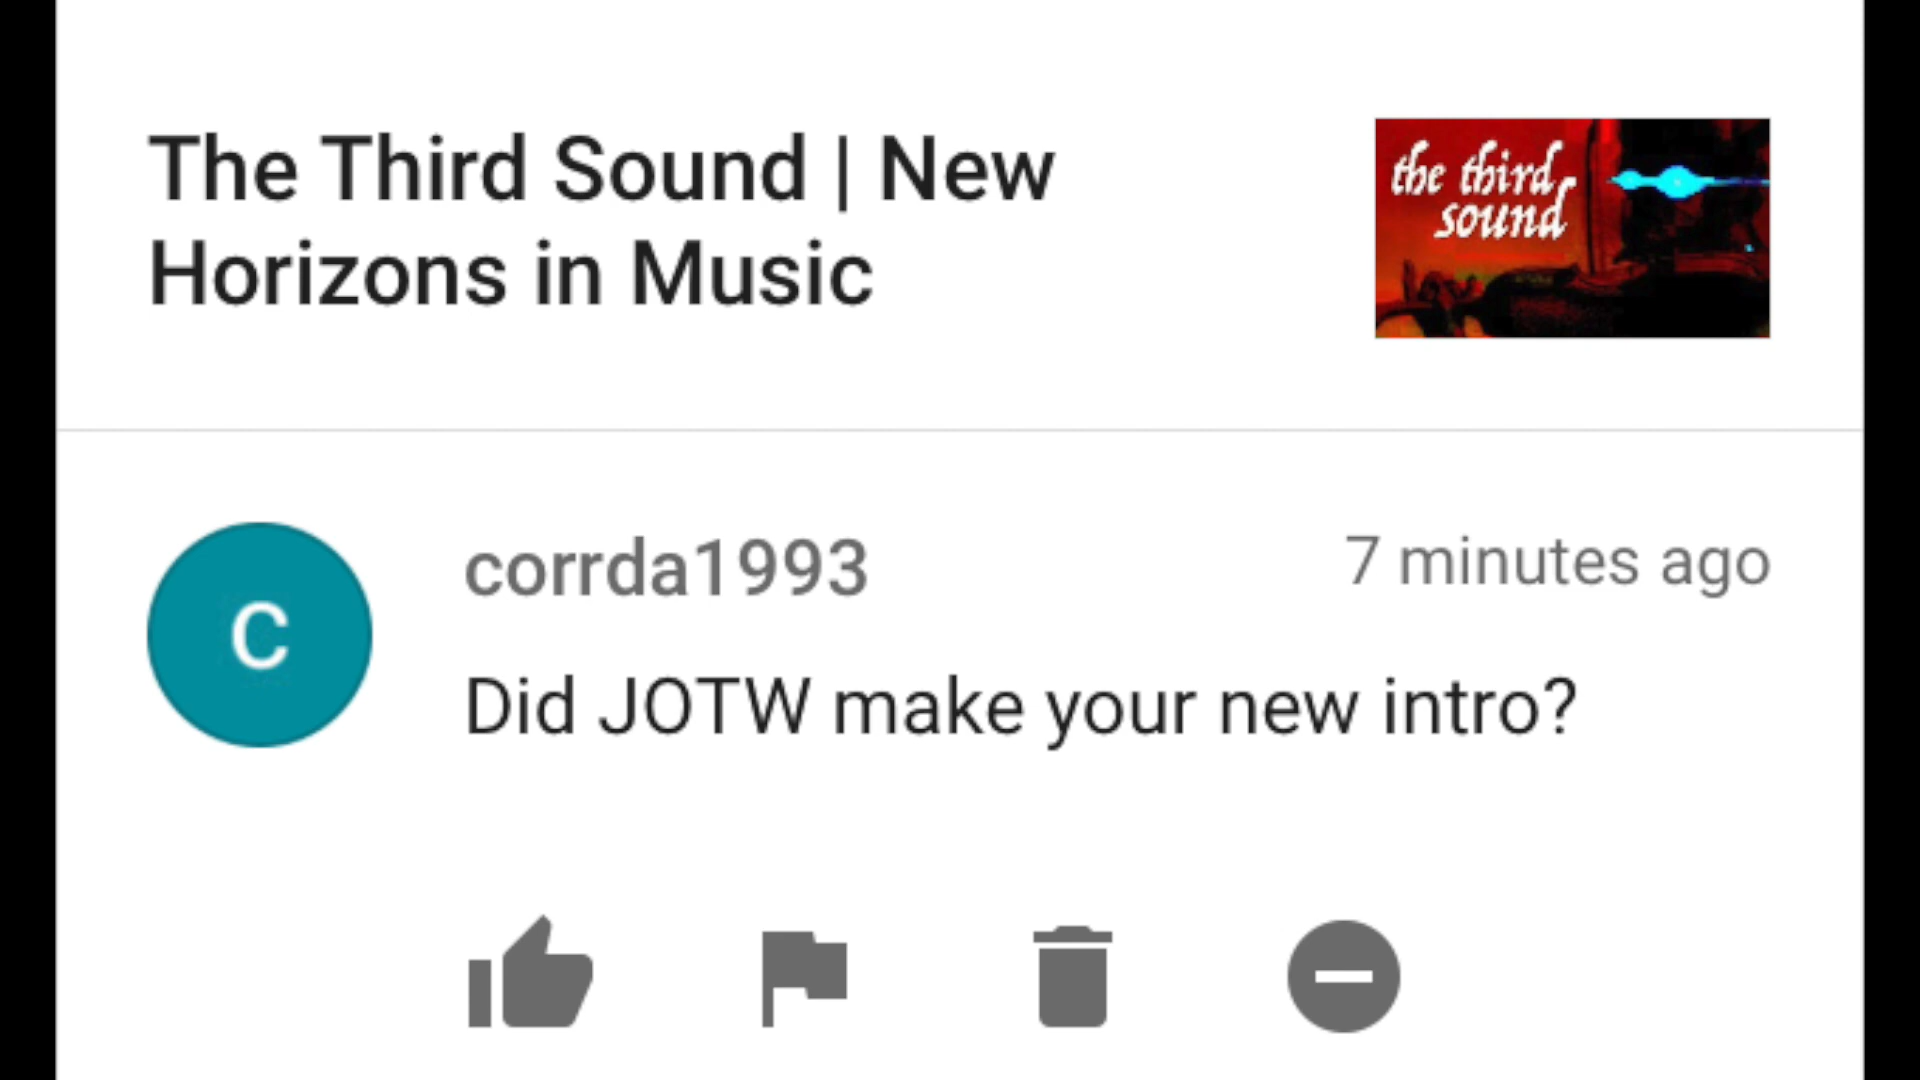 The Third Sound | New
Horizons in Music
the third
sound
C
corrda1993
7 minutes ago
Did JOTW make your new intro?